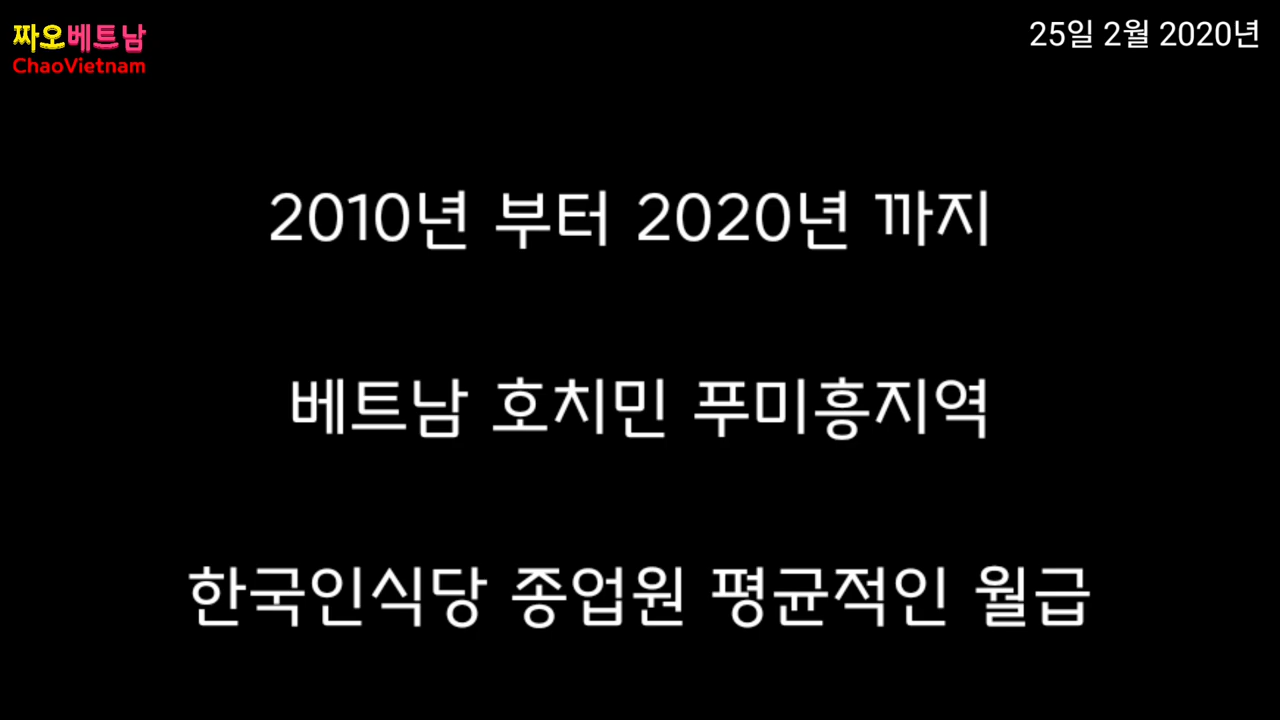 짜오베트남
ChaoVietnam
25일 2월 2020년
2010년 부터 2020년 까지
베트남 호치민 푸미흥지역
한국인식당 종업원 평균적인 월급